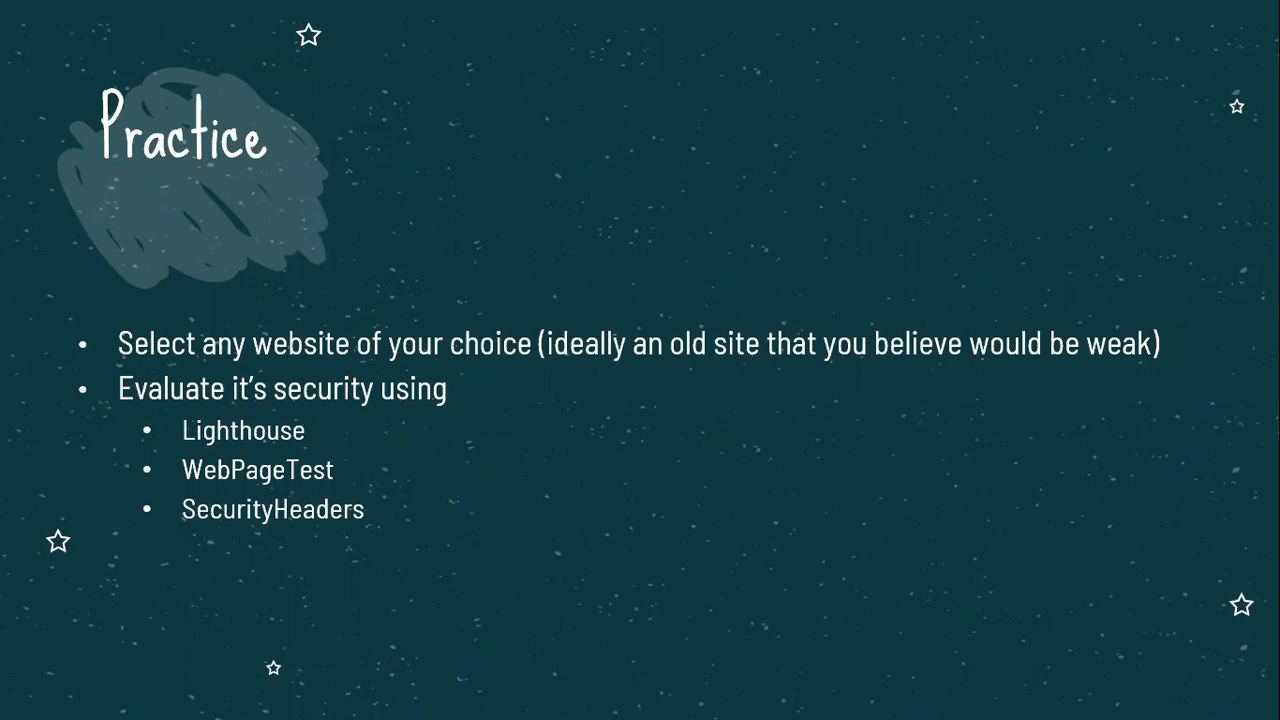 Practice
• Select any website of your choice (ideally an old site that you believe would be weak)
• Evaluate it’s security using
• Lighthouse
• WebPageTest
• SecurityHeaders